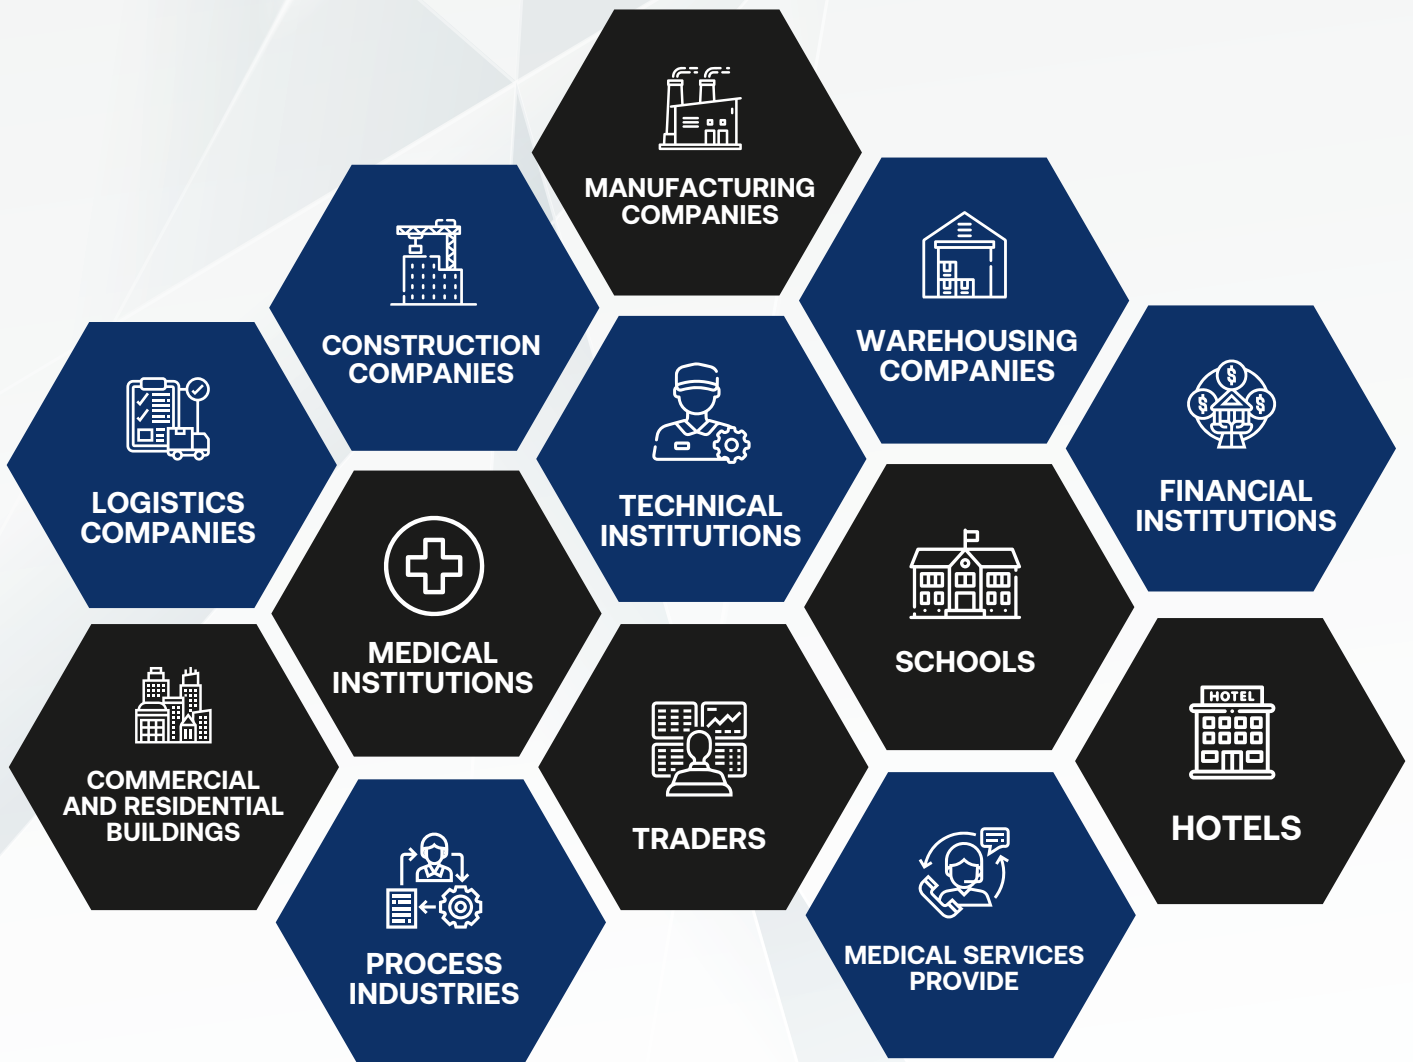 MANUFACTURING
COMPANIES
CONSTRUCTION
COMPANIES
WAREHOUSING
COMPANIES
LOGISTICS
COMPANIES
TECHNICAL
INSTITUTIONS
FINANCIAL
INSTITUTIONS
MEDICAL
INSTITUTIONS
SCHOOLS
COMMERCIAL
AND RESIDENTIAL
BUILDINGS
TRADERS
HOTEL
HOTELS
PROCESS
INDUSTRIES
MEDICAL SERVICES
PROVIDE